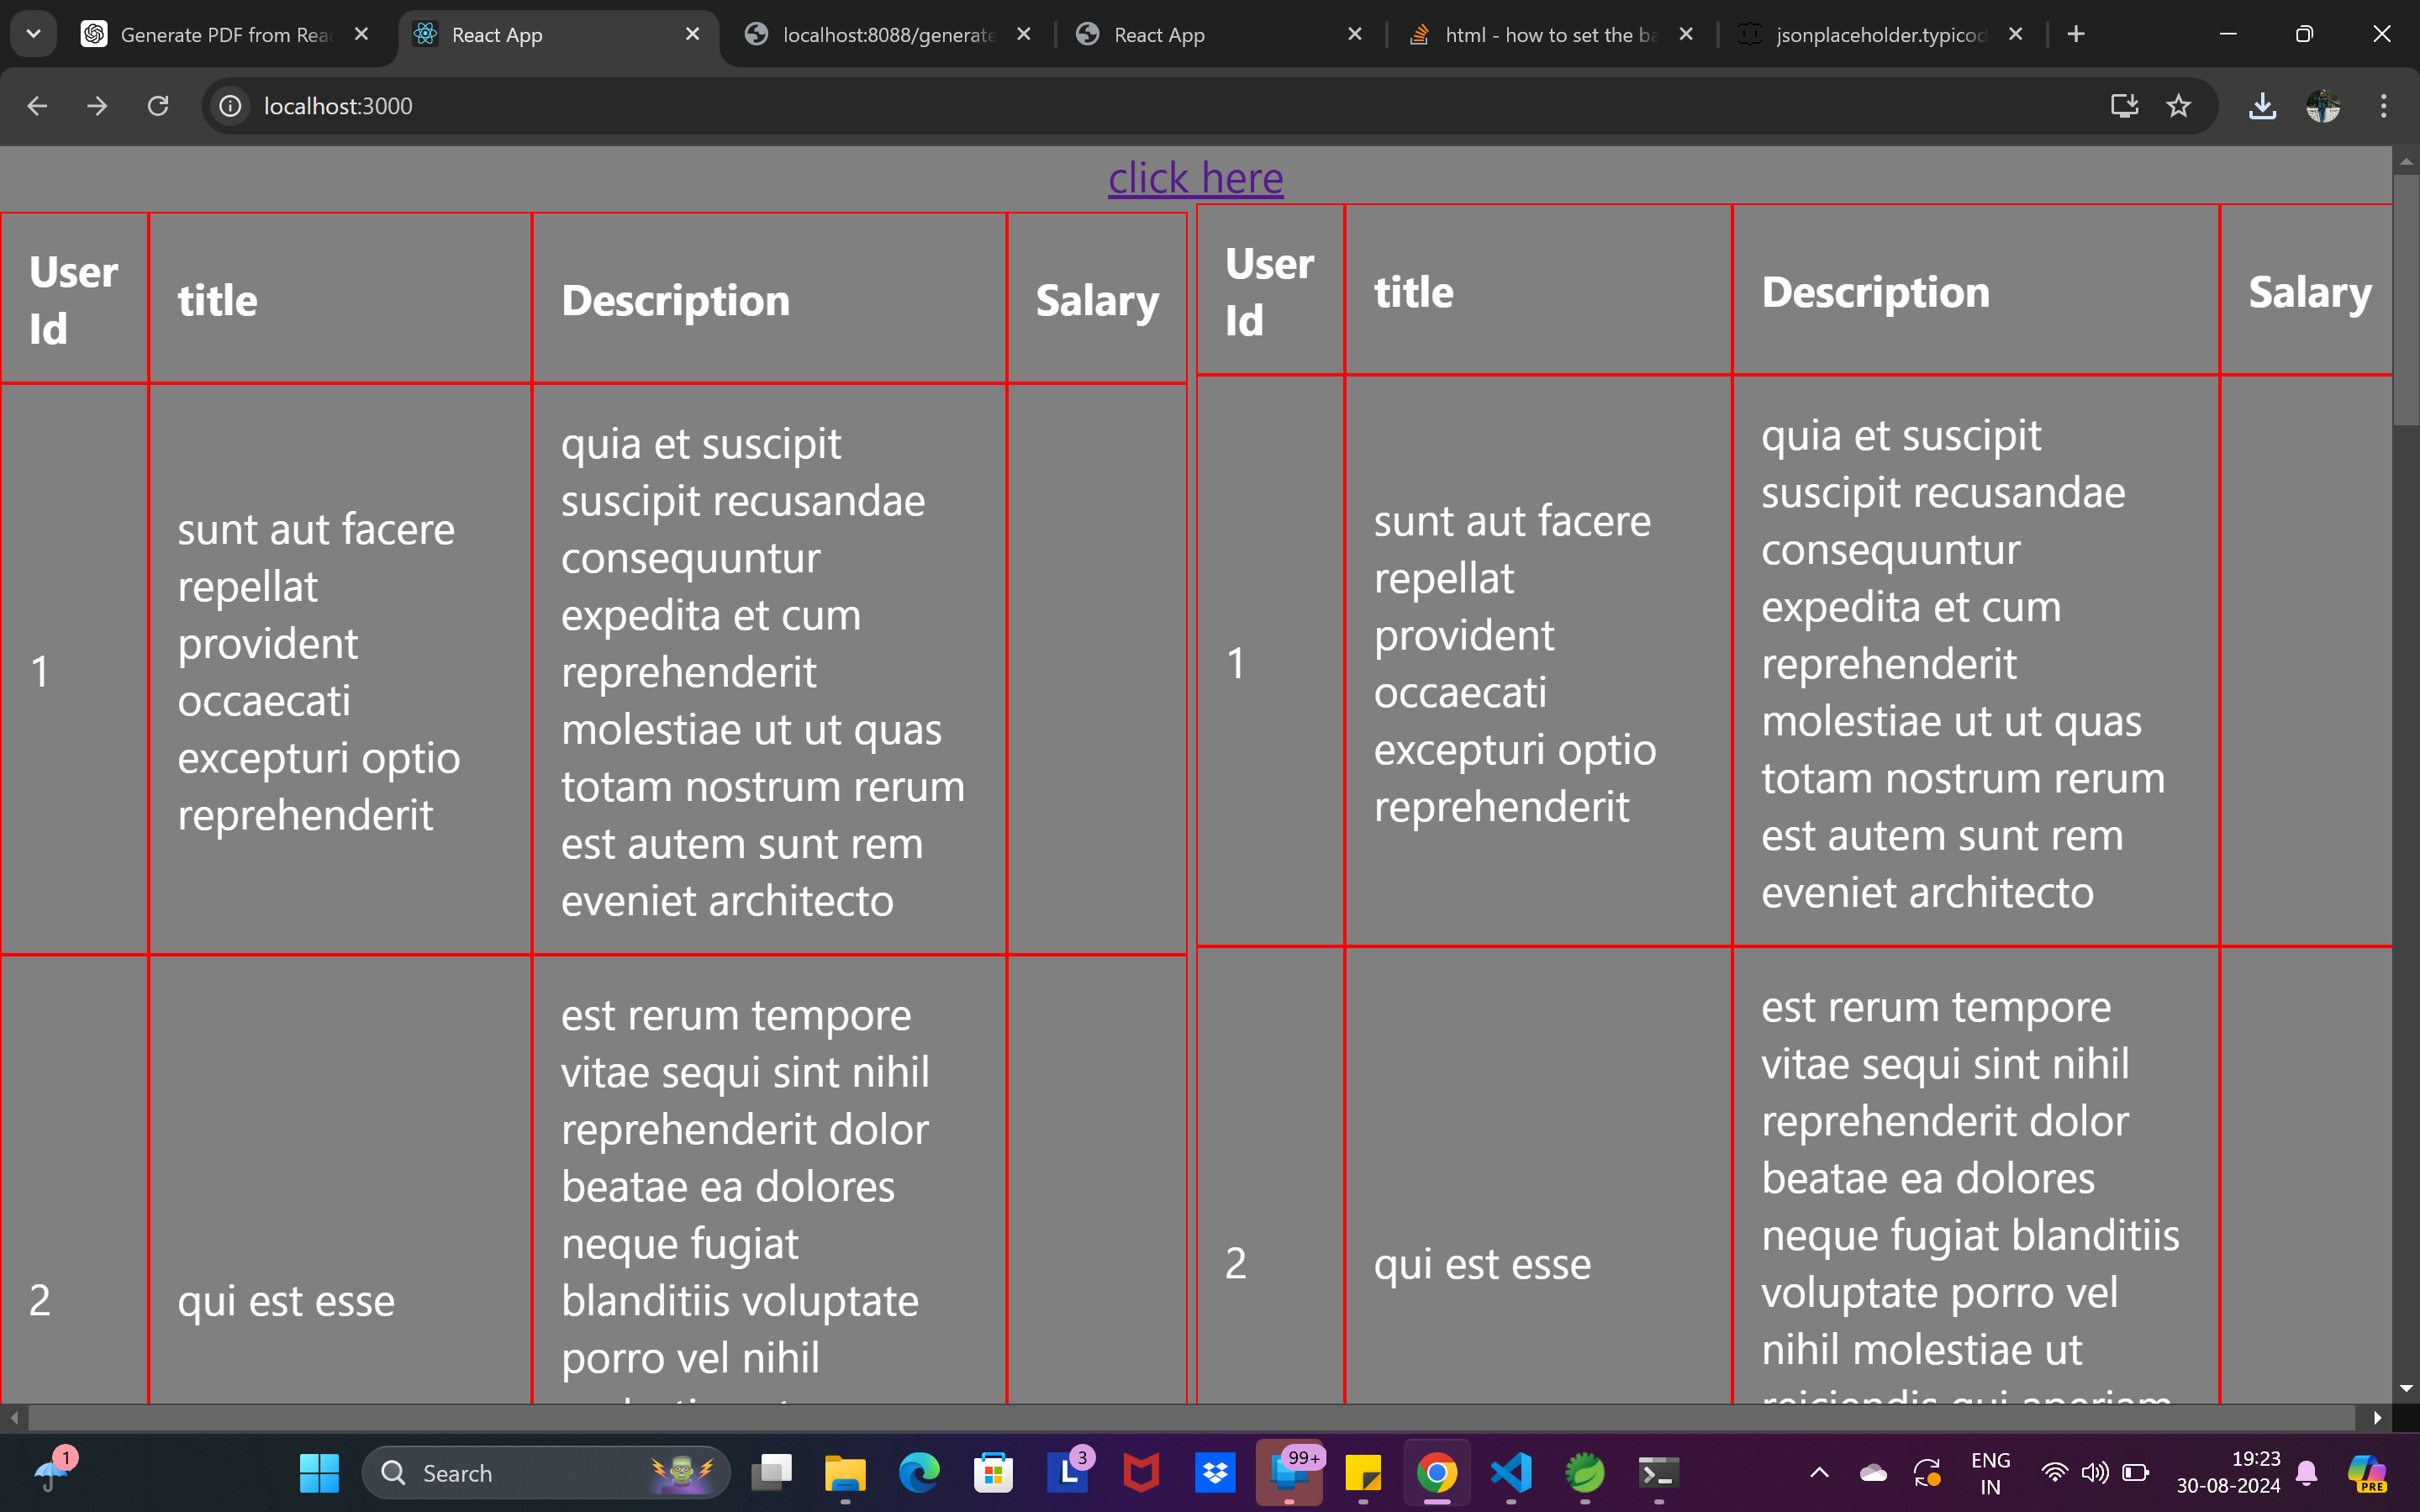 Generate PDF from Reac
React App
localhost:8088/generate
React App
html - how to set the ba
jsonplaceholder.typicod
localhost:3000
click here
User Id
title
Description
Salary
1
sunt aut facere
repellat
provident
occaecati
excepturi optio
reprehenderit
quia et suscipit
suscipit recusandae
consequuntur
expedita et cum
reprehenderit
molestiae ut ut quas
totam nostrum rerum
est autem sunt rem
eveniet architecto
2
qui est esse
est rerum tempore
vitae sequi sint nihil
reprehenderit dolor
beatae ea dolores
neque fugiat
blanditiis voluptate
porro vel nihil
User Id
title
Description
Salary
1
sunt aut facere
repellat
provident
occaecati
excepturi optio
reprehenderit
quia et suscipit
suscipit recusandae
consequuntur
expedita et cum
reprehenderit
molestiae ut ut quas
totam nostrum rerum
est autem sunt rem
eveniet architecto
2
qui est esse
est rerum tempore
vitae sequi sint nihil
reprehenderit dolor
beatae ea dolores
neque fugiat blanditiis
voluptate porro vel
nihil molestiae ut
reiciendis qui aperiam
1
Search
L
3
99+
ENG
IN
19:23
30-08-2024
PRE